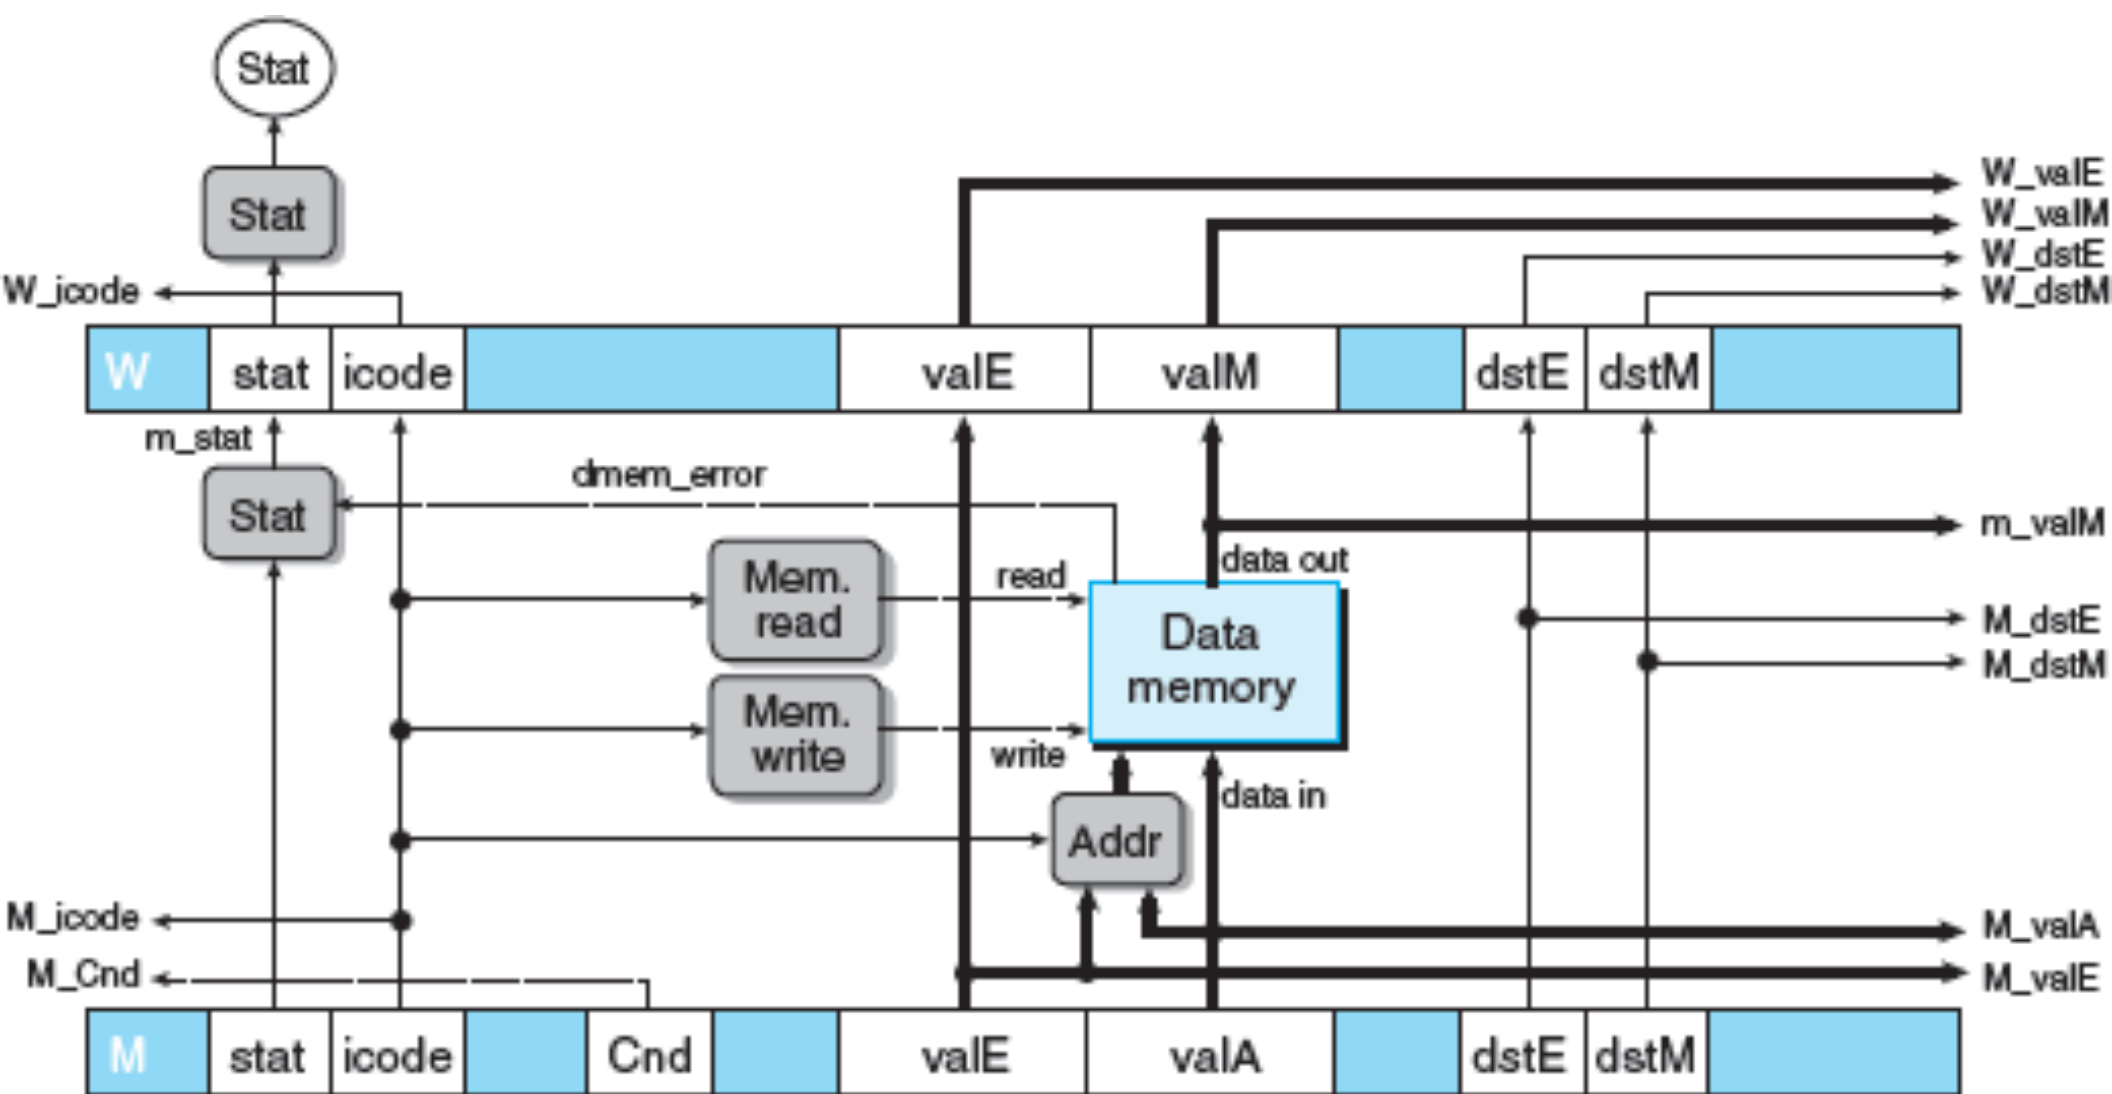 Stat
Stat
W_valE
W_valM
W_dstE
W_icode
W_dstM
W stat icode valE valM dstE dstM
m_stat
dmem_error
Stat
m_valM
data out
Mem. read
read
Data memory
M_dstE
M_dstM
Mem. write
write
data in
Addr
M_icode
M_valA
M_Cnd
M_valE
M stat icode Cnd valE valA dstE dstM